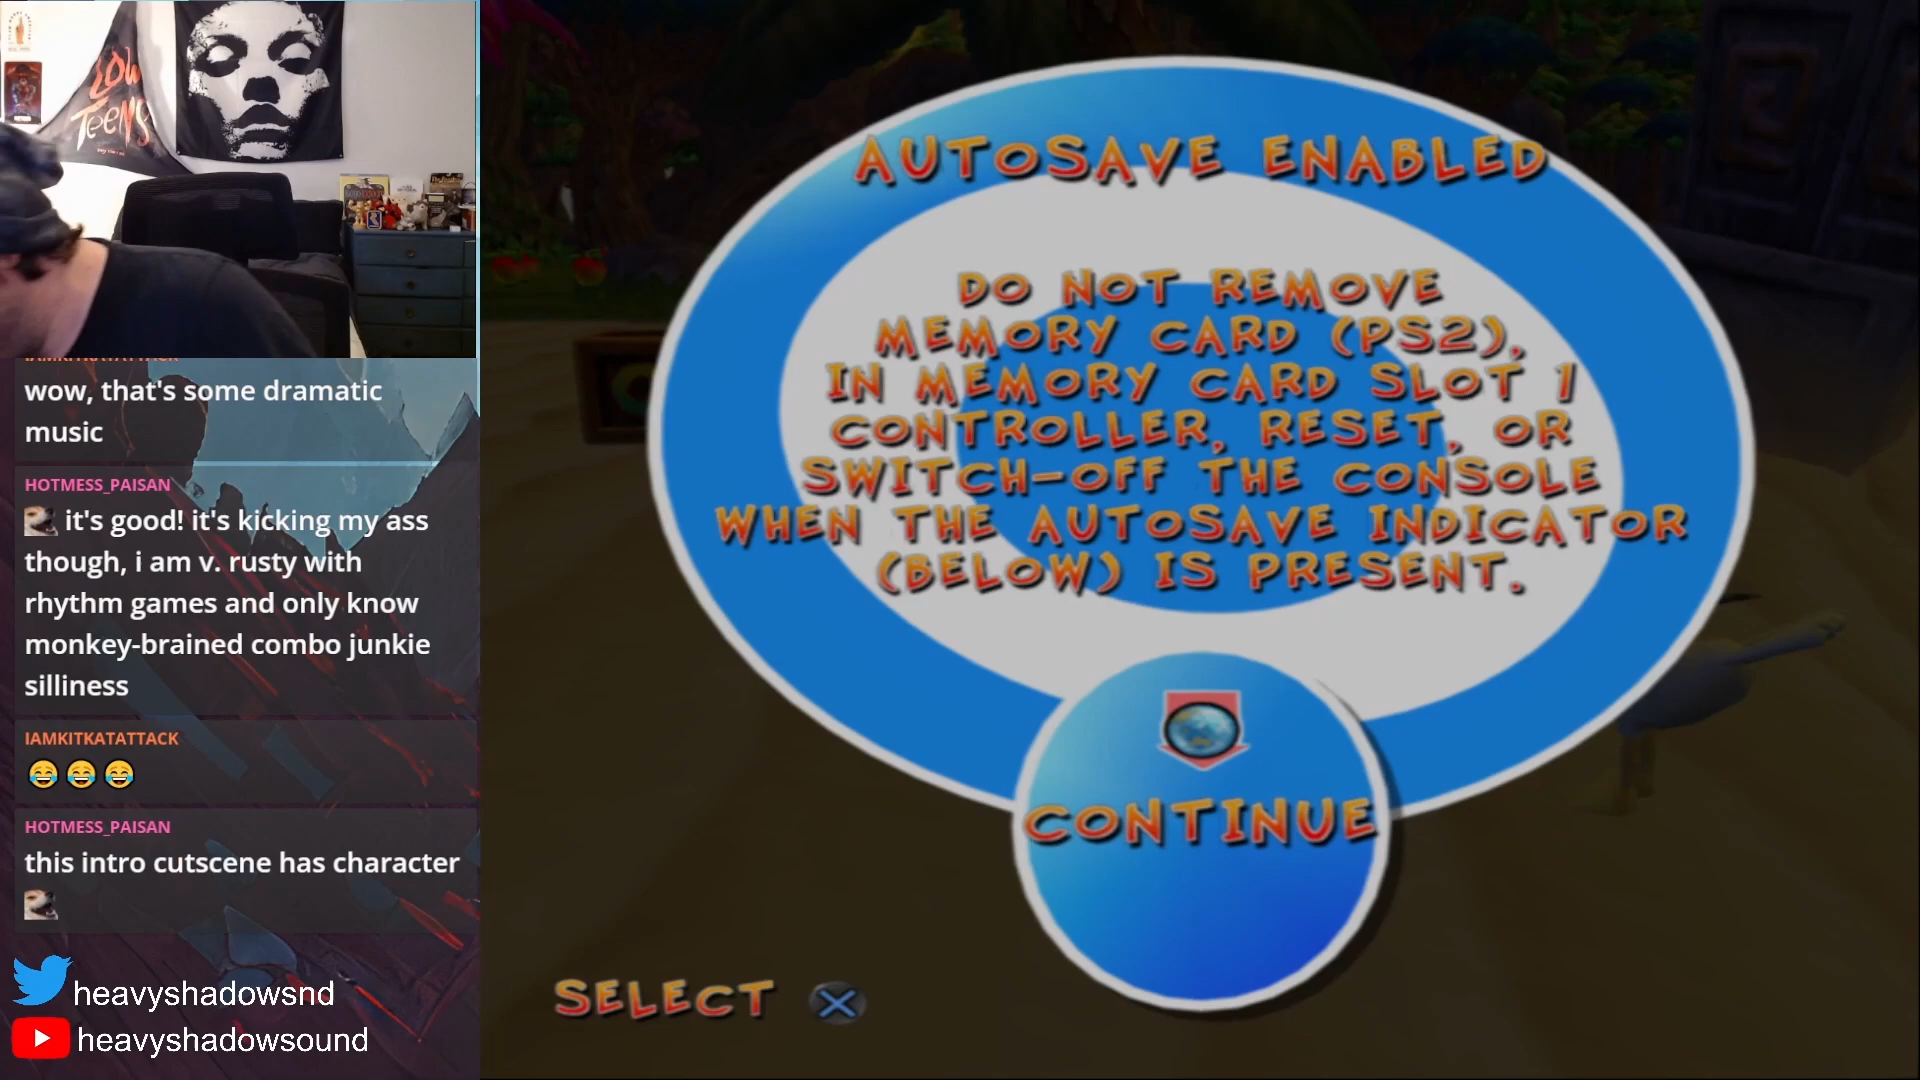 LOW
TEENS
IAMKITKATATTACK
wow, that's some dramatic
music
HOTMESS_PAISAN
it's good! it's kicking my ass
though, i am v. rusty with
rhythm games and only know
monkey-brained combo junkie
silliness
IAMKITKATATTACK
😂😂😂
HOTMESS_PAISAN
this intro cutscene has character
heavyshadowsnd
heavyshadowsound
AUTOSAVE ENABLED
DO NOT REMOVE
MEMORY CARD (PS2),
IN MEMORY CARD SLOT 1
CONTROLLER, RESET, OR
SWITCH-OFF THE CONSOLE
WHEN THE AUTOSAVE INDICATOR
(BELOW) IS PRESENT.
CONTINUE
SELECT